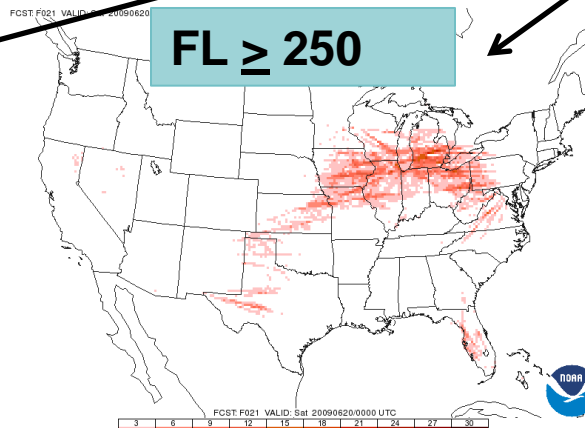 FCST: F021 VALID: Sat 20090620
FL ≥ 250
NOAA
FCST: F021 VALID: Sat 20090620/0000 UTC
3 6 9 12 15 18 21 24 27 30